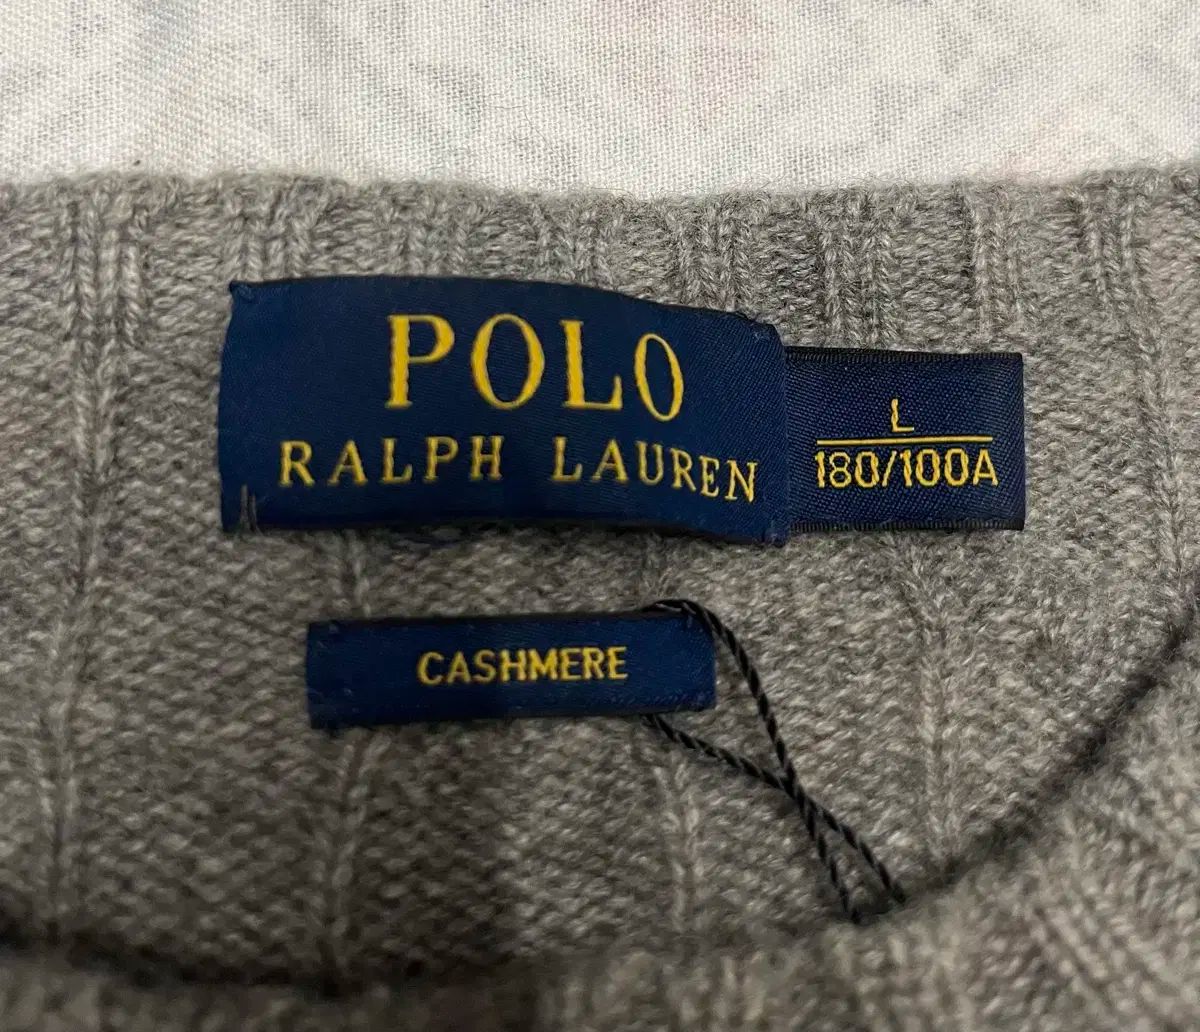 POLO
RALPH LAUREN
L
180/100A
CASHMERE